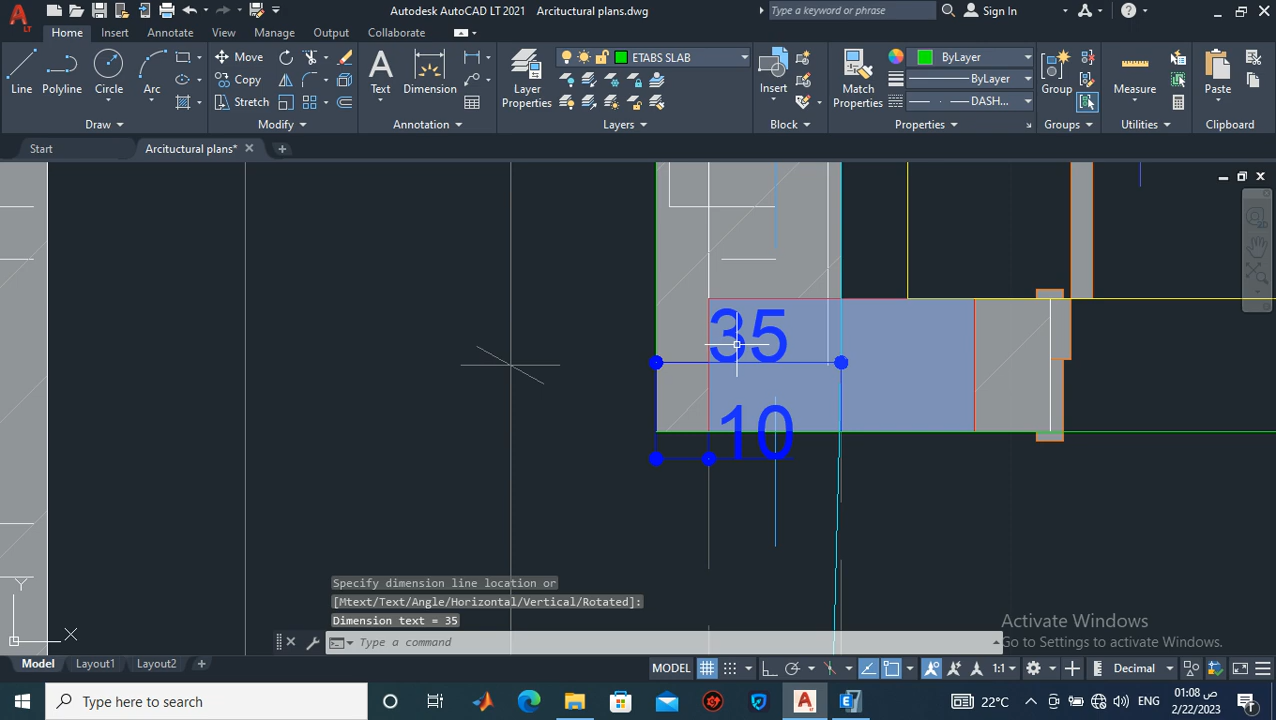 Autodesk AutoCAD LT 2021 Arcituctural plans.dwg
Type a keyword or phrase
Sign In
LT
Home Insert Annotate View Manage Output Collaborate
Line Polyline Circle Arc
Move
Copy
Stretch
Text Dimension
Layer
Properties
ETABS SLAB
Insert
Match
Properties
ByLayer
ByLayer
DASH...
Group
Measure
Paste
Draw Modify Annotation Layers Block Properties Groups Utilities Clipboard
Start Arcituctural plans*
35
10
Y
X
Specify dimension line location or
[Mtext/Text/Angle/Horizontal/Vertical/Rotated]:
Dimension text = 35
Type a command
Activate Windows
Go to Settings to activate Windows.
Model Layout1 Layout2
MODEL 1:1 Decimal
Type here to search
22°C
ENG
01:08 ص
2/22/2023
1